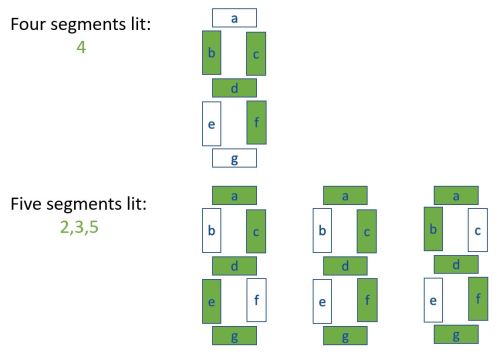 Four segments lit:
4
a
b c
d
e f
g
Five segments lit:
2,3,5
a a a
b c b c b c
d d d
e f e f e f
g g g